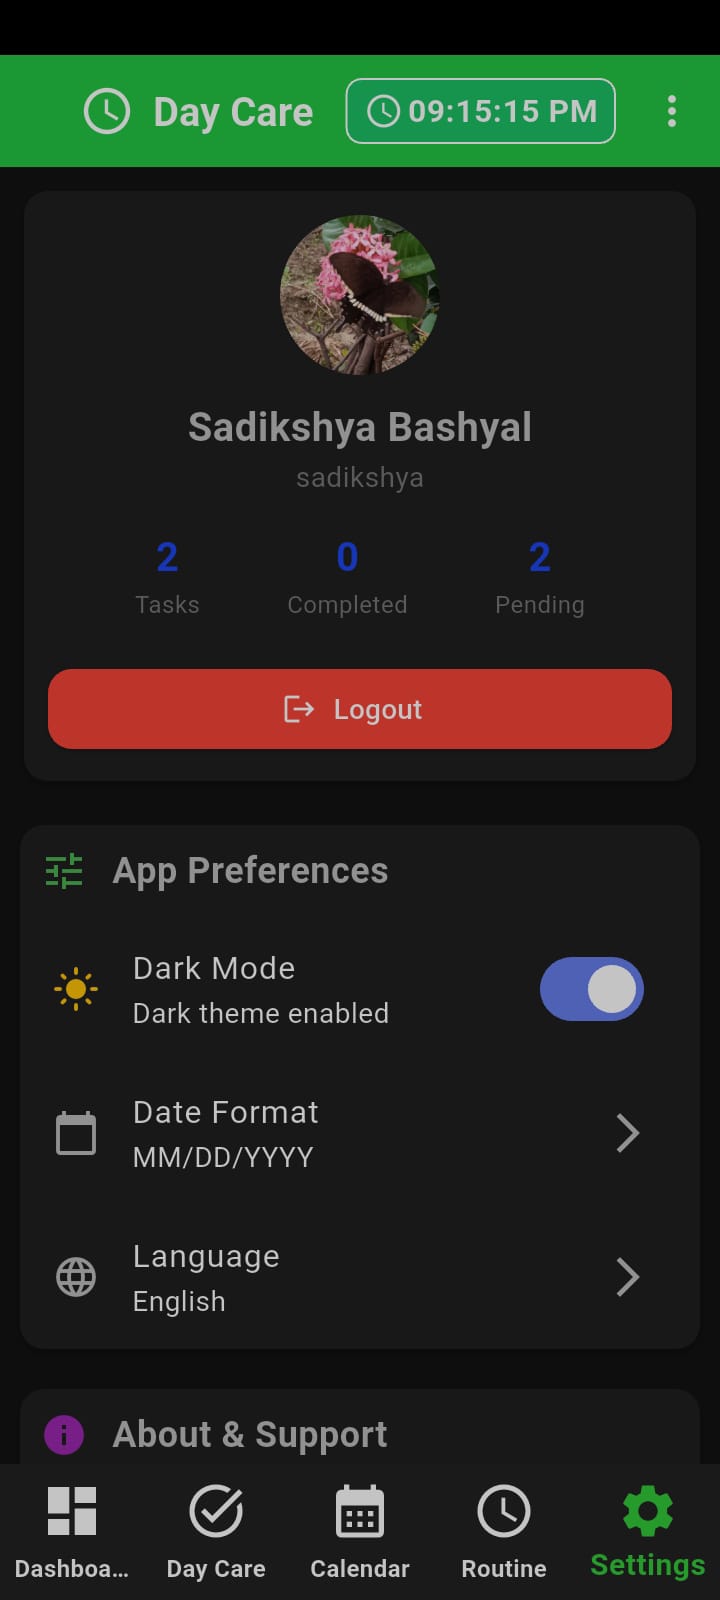 Day Care
09:15:15 PM
Sadikshya Bashyal
sadikshya
2 0 2
Tasks Completed Pending
Logout
App Preferences
Dark Mode
Dark theme enabled
Date Format
MM/DD/YYYY
Language
English
About & Support
Dashboa... Day Care Calendar Routine Settings